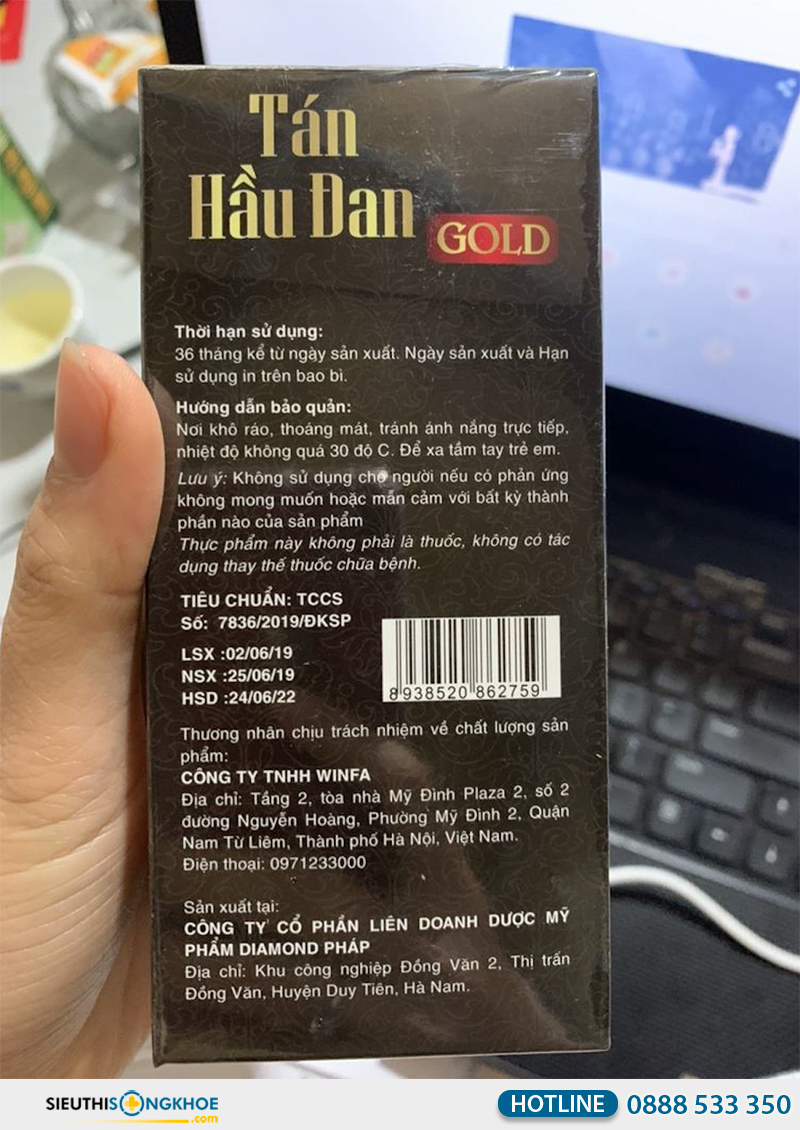 Tán
Hầu Đan GOLD
Thời hạn sử dụng:
36 tháng kể từ ngày sản xuất. Ngày sản xuất và Hạn
sử dụng in trên bao bì.
Hướng dẫn bảo quản:
Nơi khô ráo, thoáng mát, tránh ánh nắng trực tiếp,
nhiệt độ không quá 30 độ C. Để xa tầm tay trẻ em.
Lưu ý: Không sử dụng cho người nếu có phản ứng
không mong muốn hoặc mẫn cảm với bất kỳ thành
phần nào của sản phẩm
Thực phẩm này không phải là thuốc, không có tác
dụng thay thế thuốc chữa bệnh.
TIÊU CHUẨN: TCCS
Số: 7836/2019/ĐKSP
LSX :02/06/19
NSX :25/06/19
HSD :24/06/22
8 938520 862759
Thương nhân chịu trách nhiệm về chất lượng sản
phẩm:
CÔNG TY TNHH WINFA
Địa chỉ: Tầng 2, tòa nhà Mỹ Đình Plaza 2, số 2
đường Nguyễn Hoàng, Phường Mỹ Đình 2, Quận
Nam Từ Liêm, Thành phố Hà Nội, Việt Nam.
Điện thoại: 0971233000
Sản xuất tại:
CÔNG TY CỔ PHẦN LIÊN DOANH DƯỢC MỸ
PHẨM DIAMOND PHÁP
Địa chỉ: Khu công nghiệp Đồng Văn 2, Thị trấn
Đồng Văn, Huyện Duy Tiên, Hà Nam.
SIEUTHISONGKHOE
.com
HOTLINE 0888 533 350